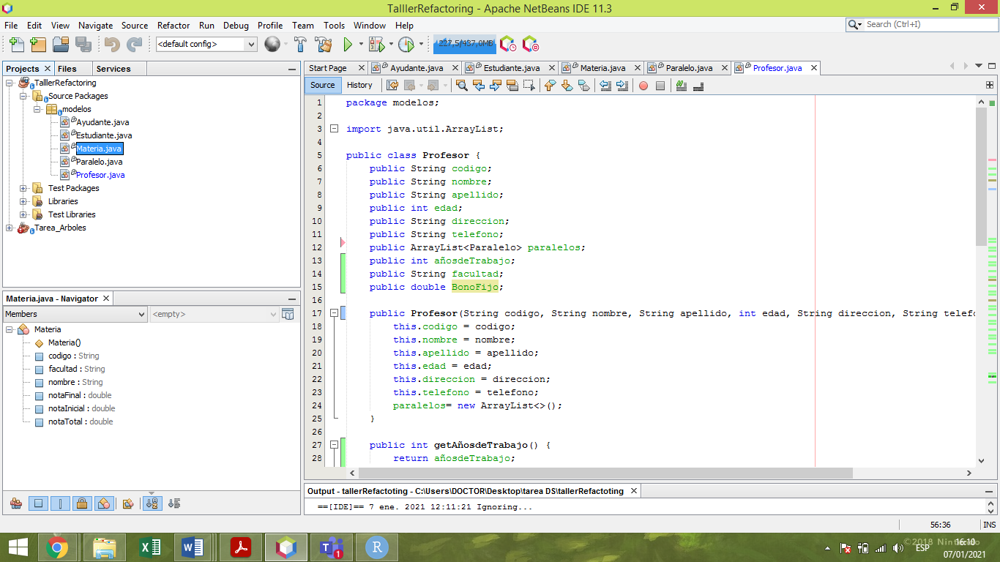 TalllerRefactoring - Apache NetBeans IDE 11.3
File Edit View Navigate Source Refactor Run Debug Profile Team Tools Window Help
Search (Ctrl+I)
<default config>
227,5/437,0MB
Projects Files Services
TalllerRefactoring
Source Packages
modelos
Ayudante.java
Estudiante.java
Materia.java
Paralelo.java
Profesor.java
Test Packages
Libraries
Test Libraries
Tarea_Arboles
Materia.java - Navigator
Members <empty>
Materia
Materia()
codigo : String
facultad : String
nombre : String
notaFinal : double
notaInicial : double
notaTotal : double
Start Page Ayudante.java Estudiante.java Materia.java Paralelo.java Profesor.java
Source History
1 package modelos;
2
3 import java.util.ArrayList;
4
5 public class Profesor {
6 public String codigo;
7 public String nombre;
8 public String apellido;
9 public int edad;
10 public String direccion;
11 public String telefono;
12 public ArrayList<Paralelo> paralelos;
13 public int añosdeTrabajo;
14 public String facultad;
15 public double BonoFijo;
16
17 public Profesor(String codigo, String nombre, String apellido, int edad, String direccion, String telefo
18 this.codigo = codigo;
19 this.nombre = nombre;
20 this.apellido = apellido;
21 this.edad = edad;
22 this.direccion = direccion;
23 this.telefono = telefono;
24 paralelos= new ArrayList<>();
25 }
26
27 public int getAñosdeTrabajo() {
28 return añosdeTrabajo;
Output - tallerRefactoting - C:\Users\DOCTOR\Desktop\tarea DS\tallerRefactoting
==[IDE]== 7 ene. 2021 12:11:21 Ignoring...
56:36 INS
©2018 Nintendo
ESP 16:10
07/01/2021